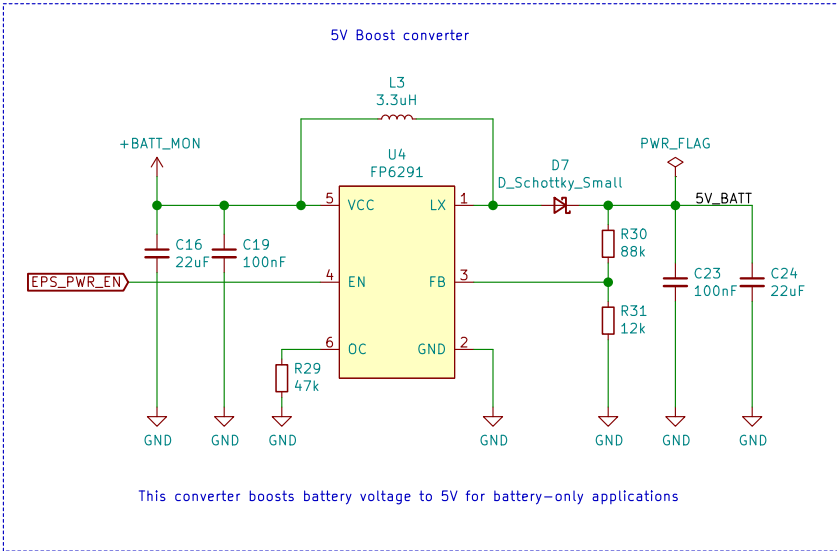 5V Boost converter
L3
3.3uH
+BATT_MON
U4
FP6291
D7
D_Schottky_Small
PWR_FLAG
5
VCC
LX
1
5V_BATT
C16
22uF
C19
100nF
R30
88k
EPS_PWR_EN
4
EN
FB
3
C23
100nF
C24
22uF
R31
12k
6
OC
GND
2
R29
47k
GND
GND
GND
GND
GND
GND
GND
This converter boosts battery voltage to 5V for battery-only applications